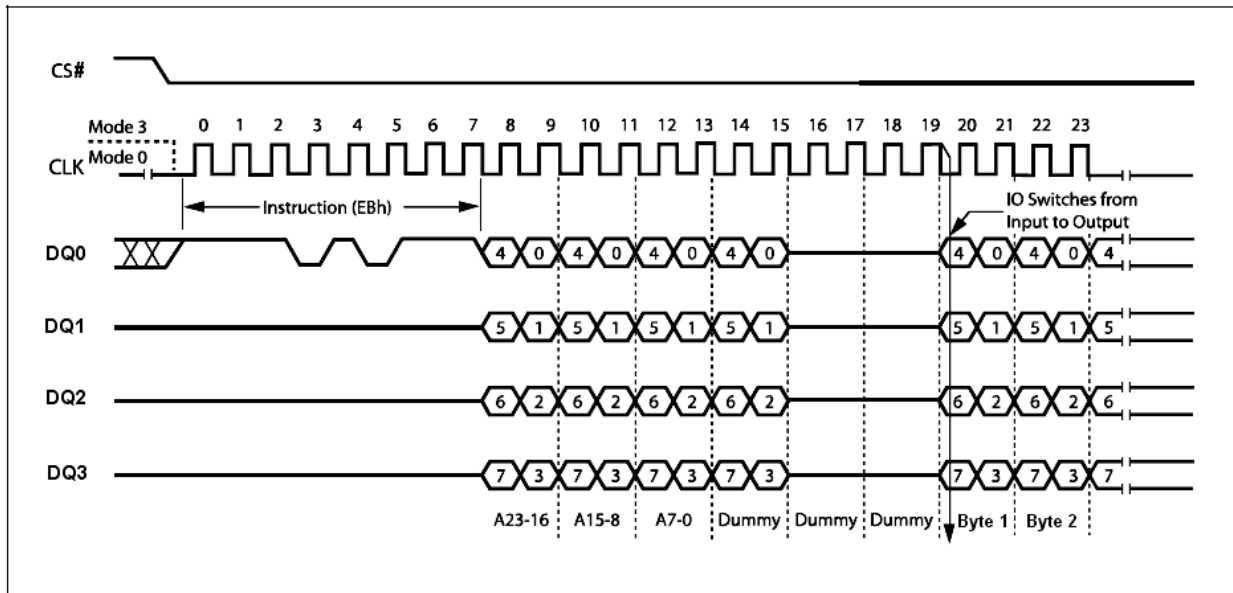 CS#
Mode 3
0 1 2 3 4 5 6 7 8 9 10 11 12 13 14 15 16 17 18 19 20 21 22 23
Mode 0
CLK
Instruction (EBh)
IO Switches from
Input to Output
DQ0 4 0 4 0 4 0 4 0 4 0 4 0 4
DQ1 5 1 5 1 5 1 5 1 5 1 5 1 5
DQ2 6 2 6 2 6 2 6 2 6 2 6 2 6
DQ3 7 3 7 3 7 3 7 3 7 3 7 3 7
A23-16 A15-8 A7-0 Dummy Dummy Dummy Byte 1 Byte 2